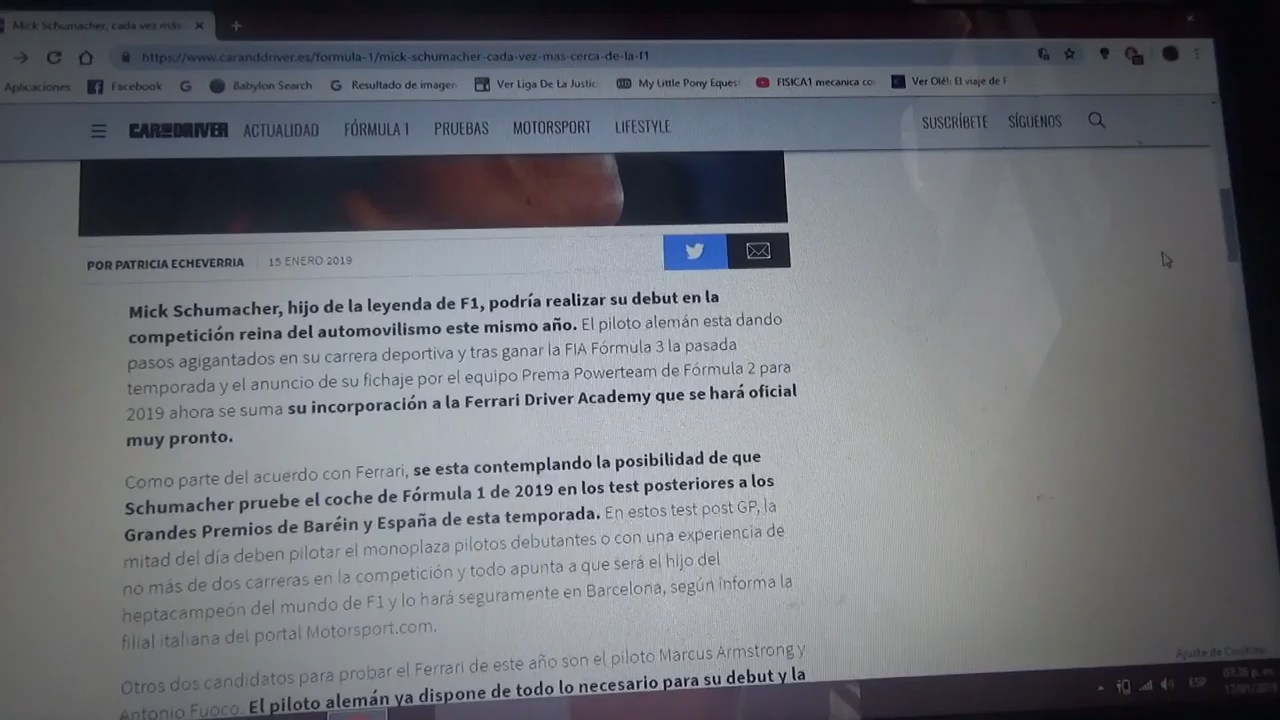 Mick Schumacher, cada vez más
https://www.caranddriver.es/formula-1/mick-schumacher-cada-vez-mas-cerca-de-la-f1
Aplicaciones Facebook Babylon Search Resultado de imagen Ver Liga De La Justic My Little Pony Eques FISICA1 mecanica co Ver Olé!: El viaje de F
CAR AND DRIVER ACTUALIDAD FÓRMULA 1 PRUEBAS MOTORSPORT LIFESTYLE SUSCRÍBETE SÍGUENOS
POR PATRICIA ECHEVERRIA 15 ENERO 2019
Mick Schumacher, hijo de la leyenda de F1, podría realizar su debut en la
competición reina del automovilismo este mismo año. El piloto alemán esta dando
pasos agigantados en su carrera deportiva y tras ganar la FIA Fórmula 3 la pasada
temporada y el anuncio de su fichaje por el equipo Prema Powerteam de Fórmula 2 para
2019 ahora se suma su incorporación a la Ferrari Driver Academy que se hará oficial
muy pronto.
Como parte del acuerdo con Ferrari, se esta contemplando la posibilidad de que
Schumacher pruebe el coche de Fórmula 1 de 2019 en los test posteriores a los
Grandes Premios de Baréin y España de esta temporada. En estos test post GP, la
mitad del día deben pilotar el monoplaza pilotos debutantes o con una experiencia de
no más de dos carreras en la competición y todo apunta a que será el hijo del
heptacampeón del mundo de F1 y lo hará seguramente en Barcelona, según informa la
filial italiana del portal Motorsport.com.
Otros dos candidatos para probar el Ferrari de este año son el piloto Marcus Armstrong y
Antonio Fuoco. El piloto alemán ya dispone de todo lo necesario para su debut y la
Ajuste de
ESP